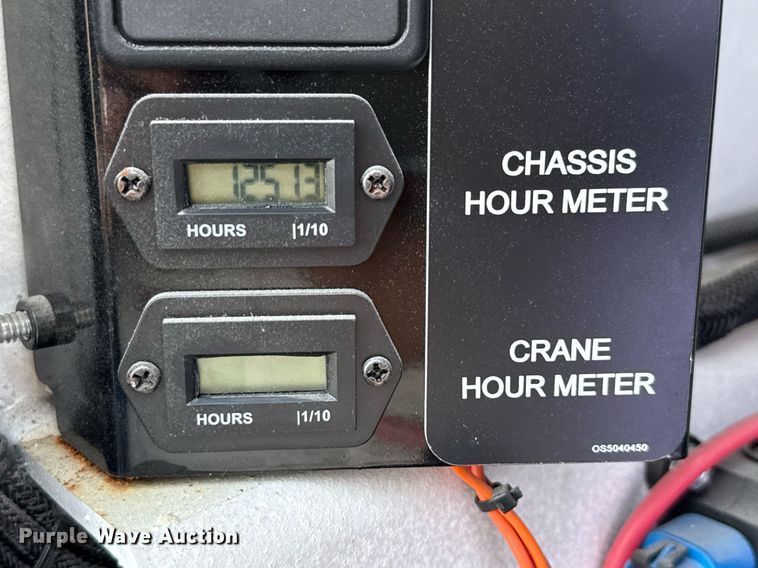 12513
HOURS |1/10
CHASSIS
HOUR METER
HOURS |1/10
CRANE
HOUR METER
OS5040450
Purple Wave Auction